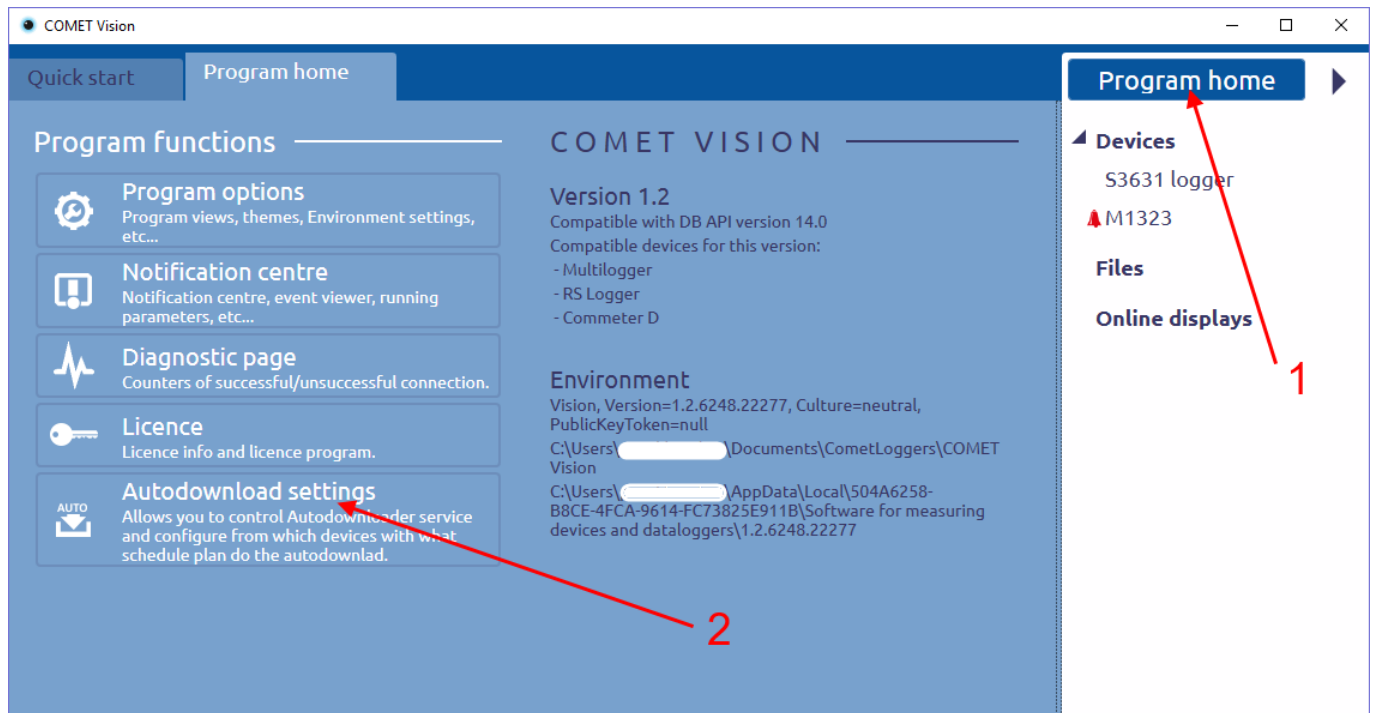 COMET Vision
Quick start
Program home
Program functions
Program options
Program views, themes, Environment settings,
etc...
Notification centre
Notification centre, event viewer, running
parameters, etc...
Diagnostic page
Counters of successful/unsuccessful connection.
Licence
Licence info and licence program.
AUTO
Autodownload settings
Allows you to control Autodownloader service
and configure from which devices with what
schedule plan do the autodownlad.
COMET VISION
Version 1.2
Compatible with DB API version 14.0
Compatible devices for this version:
- Multilogger
- RS Logger
- Commeter D
Environment
Vision, Version=1.2.6248.22277, Culture=neutral,
PublicKeyToken=null
C:\Users\ \Documents\CometLoggers\COMET
Vision
C:\Users\ \AppData\Local\504A6258-
B8CE-4FCA-9614-FC73825E911B\Software for measuring
devices and dataloggers\1.2.6248.22277
2
Program home
Devices
S3631 logger
M1323
Files
Online displays
1